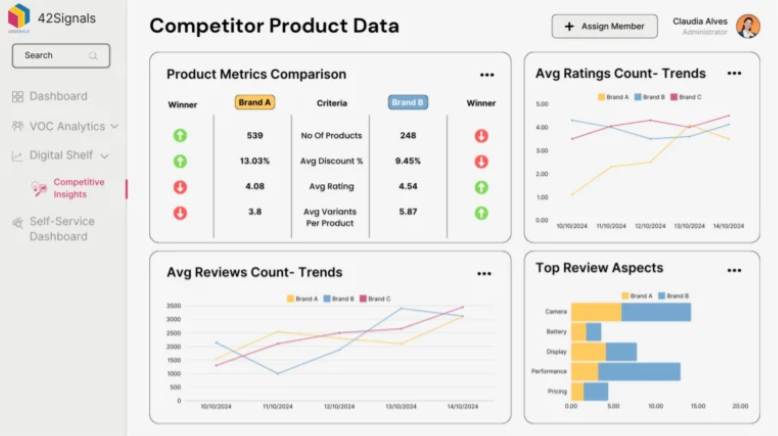 42Signals
Search
Dashboard
VOC Analytics
Digital Shelf
Competitive
Insights
Self-Service
Dashboard
Competitor Product Data
+ Assign Member
Claudia Alves
Administrator
Product Metrics Comparison
Winner Brand A Criteria Brand B Winner
539 No Of Products 248
13.03% Avg Discount % 9.45%
4.08 Avg Rating 4.54
3.8 Avg Variants 5.87
Per Product
Avg Ratings Count- Trends
Brand A Brand B Brand C
5.00
4.00
3.00
2.00
1.00
0.00
10/10/2024 11/10/2024 12/10/2024 13/10/2024 14/10/2024
Avg Reviews Count- Trends
Brand A Brand B Brand C
3500
3000
2500
2000
1500
1000
500
0
10/10/2024 11/10/2024 12/10/2024 13/10/2024 14/10/2024
Top Review Aspects
Brand A Brand B
Camera
Battery
Display
Performance
Pricing
0.00 5.00 10.00 15.00 20.00